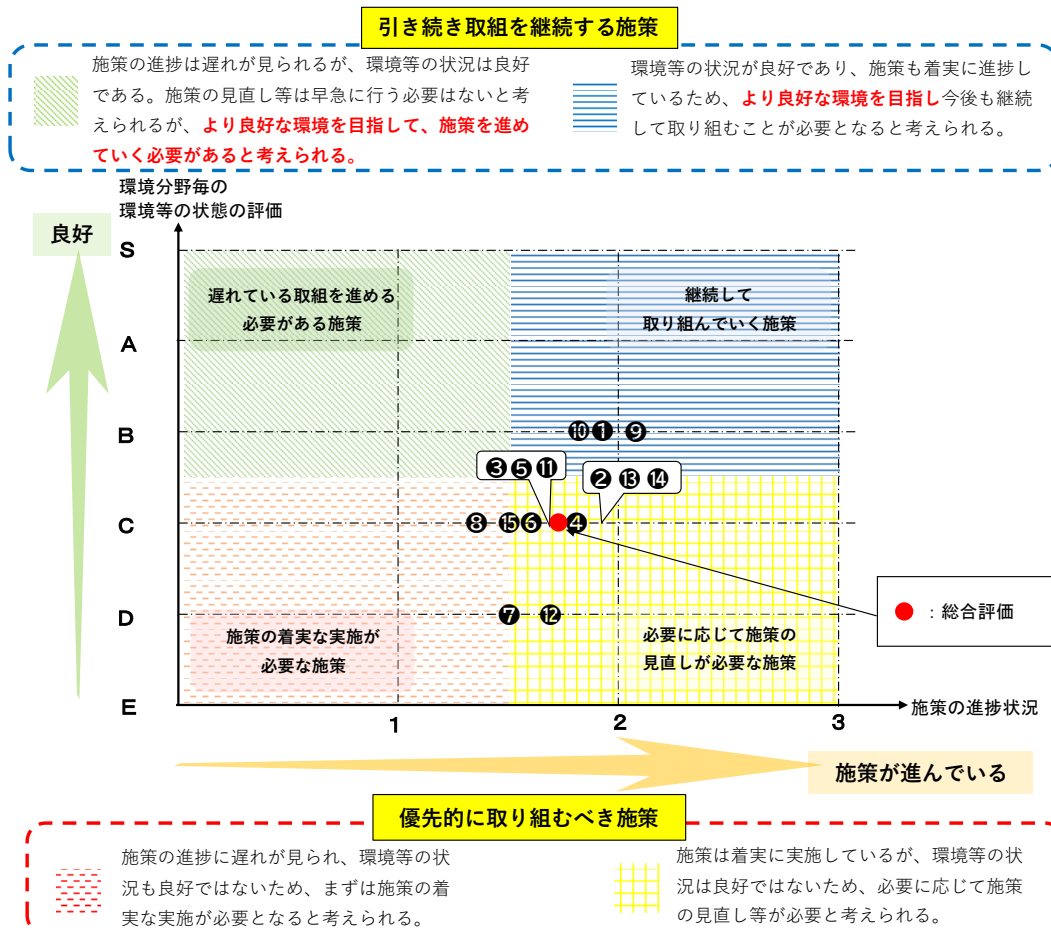 引き続き取組を継続する施策
施策の進捗は遅れが見られるが、環境等の状況は良好
である。施策の見直し等は早急に行う必要はないと考
えられるが、より良好な環境を目指して、施策を進め
ていく必要があると考えられる。
環境等の状況が良好であり、施策も着実に進捗し
ているため、より良好な環境を目指し今後も継続
して取り組むことが必要となると考えられる。
環境分野毎の
環境等の状態の評価
良好
S
遅れている取組を進める
必要がある施策
継続して
取り組んでいく施策
A
B
❿ ❶ ❾
❸ ❺ ⓫
❷ ⓭ ⓮
C
❽ ⓯ ❻ ❹
D
❼ ⓬
：総合評価
施策の着実な実施が
必要な施策
必要に応じて施策の
見直しが必要な施策
E
1
2
3
施策の進捗状況
施策が進んでいる
優先的に取り組むべき施策
施策の進捗に遅れが見られ、環境等の状
況も良好ではないため、まずは施策の着
実な実施が必要となると考えられる。
施策は着実に実施しているが、環境等の状
況は良好ではないため、必要に応じて施策
の見直し等が必要と考えられる。